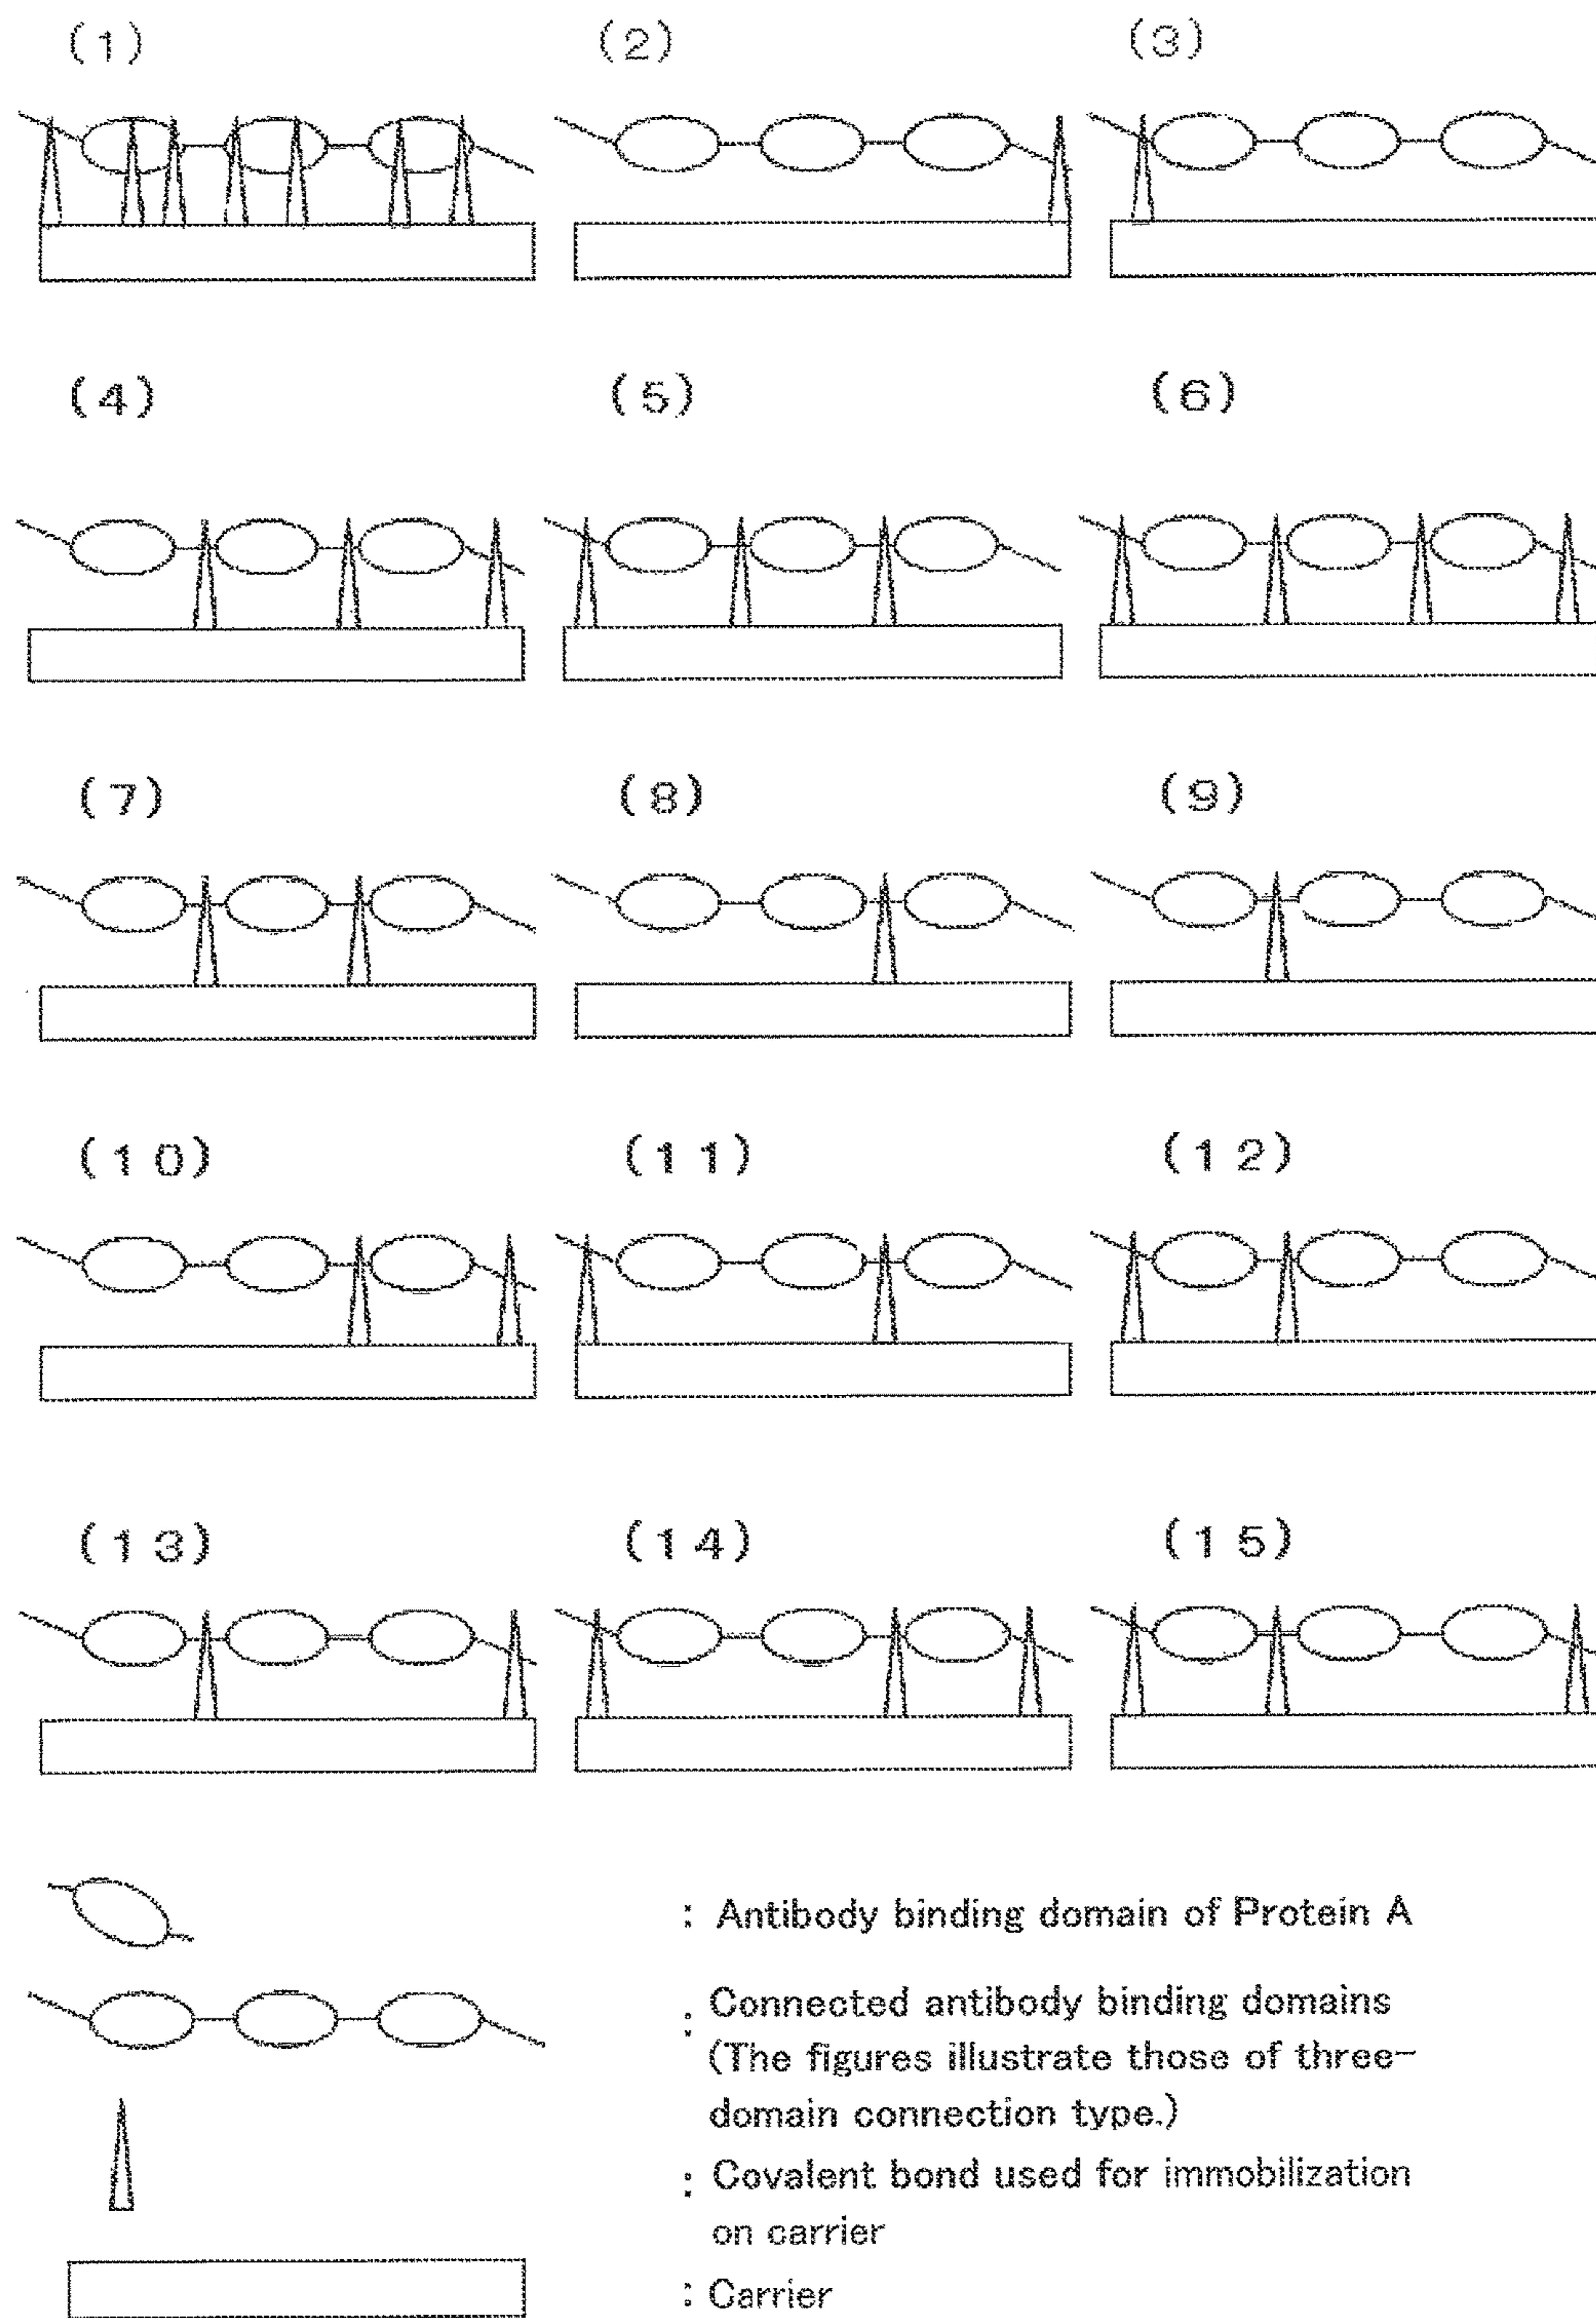 (1) (2) (3)
(4) (5) (6)
(7) (8) (9)
(10) (11) (12)
(13) (14) (15)
: Antibody binding domain of Protein A
: Connected antibody binding domains
(The figures illustrate those of three-
domain connection type.)
: Covalent bond used for immobilization
on carrier
: Carrier